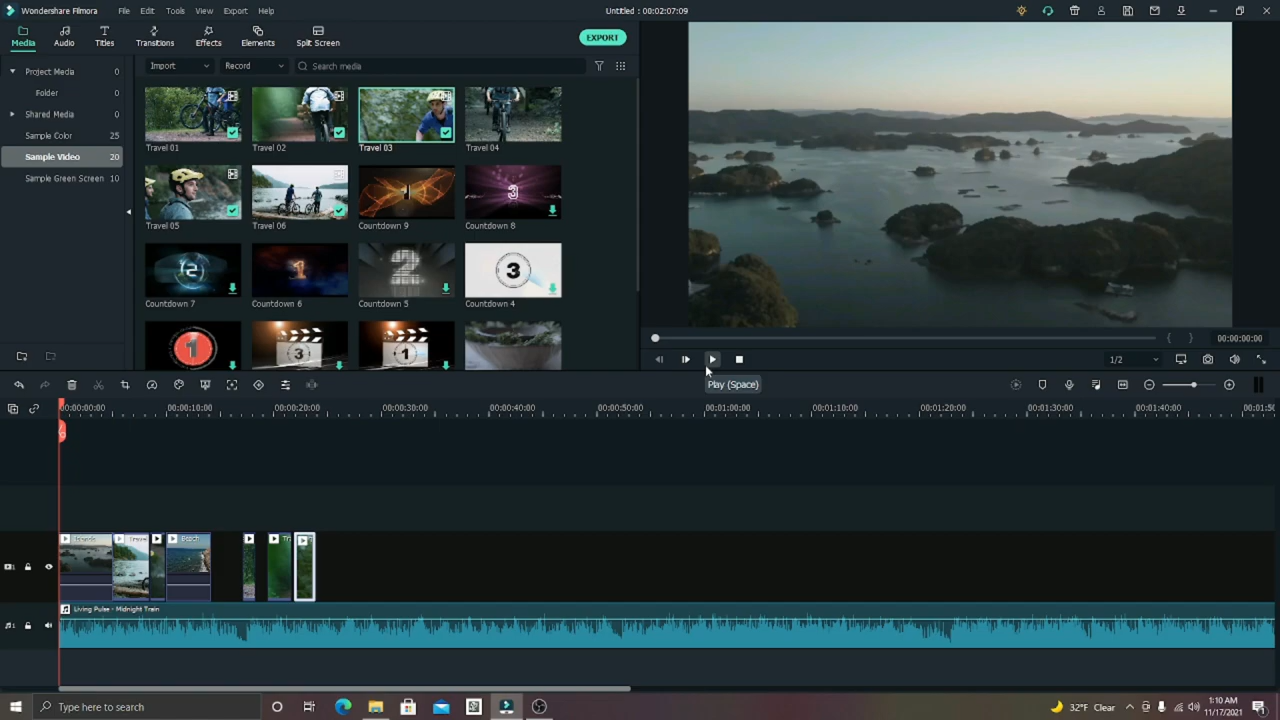 Wondershare Filmora File Edit Tools View Export Help Untitled : 00:02:07:09
Media Audio Titles Transitions Effects Elements Split Screen EXPORT
Project Media 0 Import Record Search media
Folder 0
Shared Media 0
Sample Color 25
Sample Video 20
Sample Green Screen 10
Travel 01 Travel 02 Travel 03 Travel 04
Travel 05 Travel 06 Countdown 9 Countdown 8
Countdown 7 Countdown 6 Countdown 5 Countdown 4
00:00:00:00
1/2
Play (Space)
00:00:00:00 00:00:10:00 00:00:20:00 00:00:30:00 00:00:40:00 00:00:50:00 00:01:00:00 00:01:10:00 00:01:20:00 00:01:30:00 00:01:40:00 00:01:50
Islands Travel Beach
Living Pulse - Midnight Train
Type here to search
32°F Clear
1:10 AM
11/17/2021